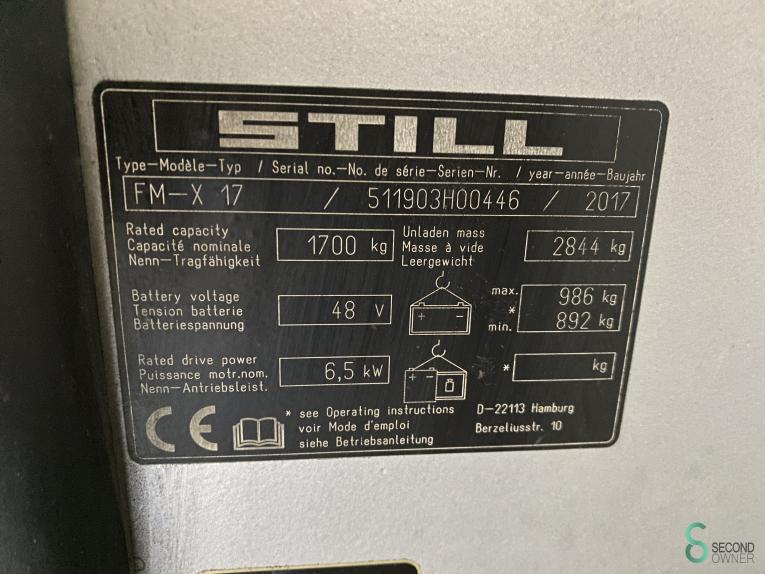 STILL
Type-Modèle-Typ / Serial no.-No. de série-Serien-Nr. / year-année-Baujahr
FM-X 17 / 511903H00446 / 2017
Rated capacity
Capacité nominale
Nenn-Tragfähigkeit
1700 kg
Unladen mass
Masse à vide
Leergewicht
2844 kg
Battery voltage
Tension batterie
Batteriespannung
48 V
max. 986 kg
*
min. 892 kg
Rated drive power
Puissance motr.nom.
Nenn-Antriebsleist.
6,5 kW
* kg
CE
* see Operating instructions
voir Mode d'emploi
siehe Betriebsanleitung
D-22113 Hamburg
Berzeliusstr. 10
SECOND
OWNER